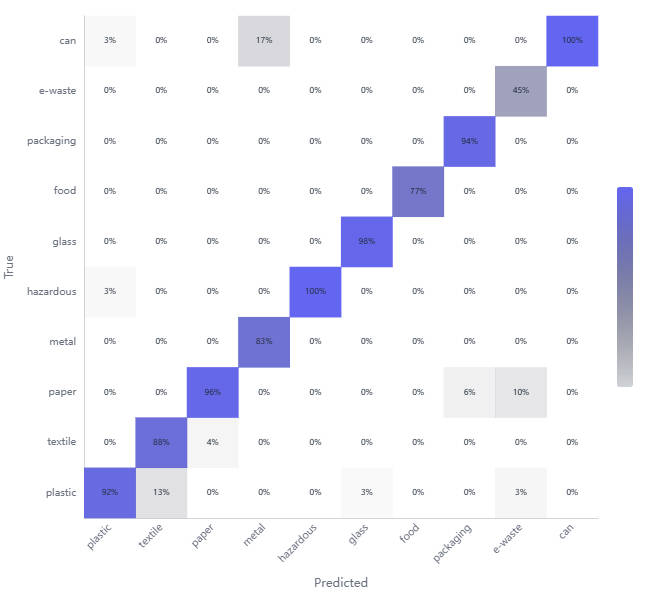 can 3% 0% 0% 17% 0% 0% 0% 0% 0% 100%
e-waste 0% 0% 0% 0% 0% 0% 0% 0% 45% 0%
packaging 0% 0% 0% 0% 0% 0% 0% 94% 0% 0%
food 0% 0% 0% 0% 0% 0% 77% 0% 0% 0%
glass 0% 0% 0% 0% 0% 98% 0% 0% 0% 0%
True
hazardous 3% 0% 0% 0% 100% 0% 0% 0% 0% 0%
metal 0% 0% 0% 83% 0% 0% 0% 0% 0% 0%
paper 0% 0% 96% 0% 0% 0% 0% 6% 10% 0%
textile 0% 88% 4% 0% 0% 0% 0% 0% 0% 0%
plastic 92% 13% 0% 0% 0% 3% 0% 0% 3% 0%
plastic textile paper metal hazardous glass food packaging e-waste can
Predicted